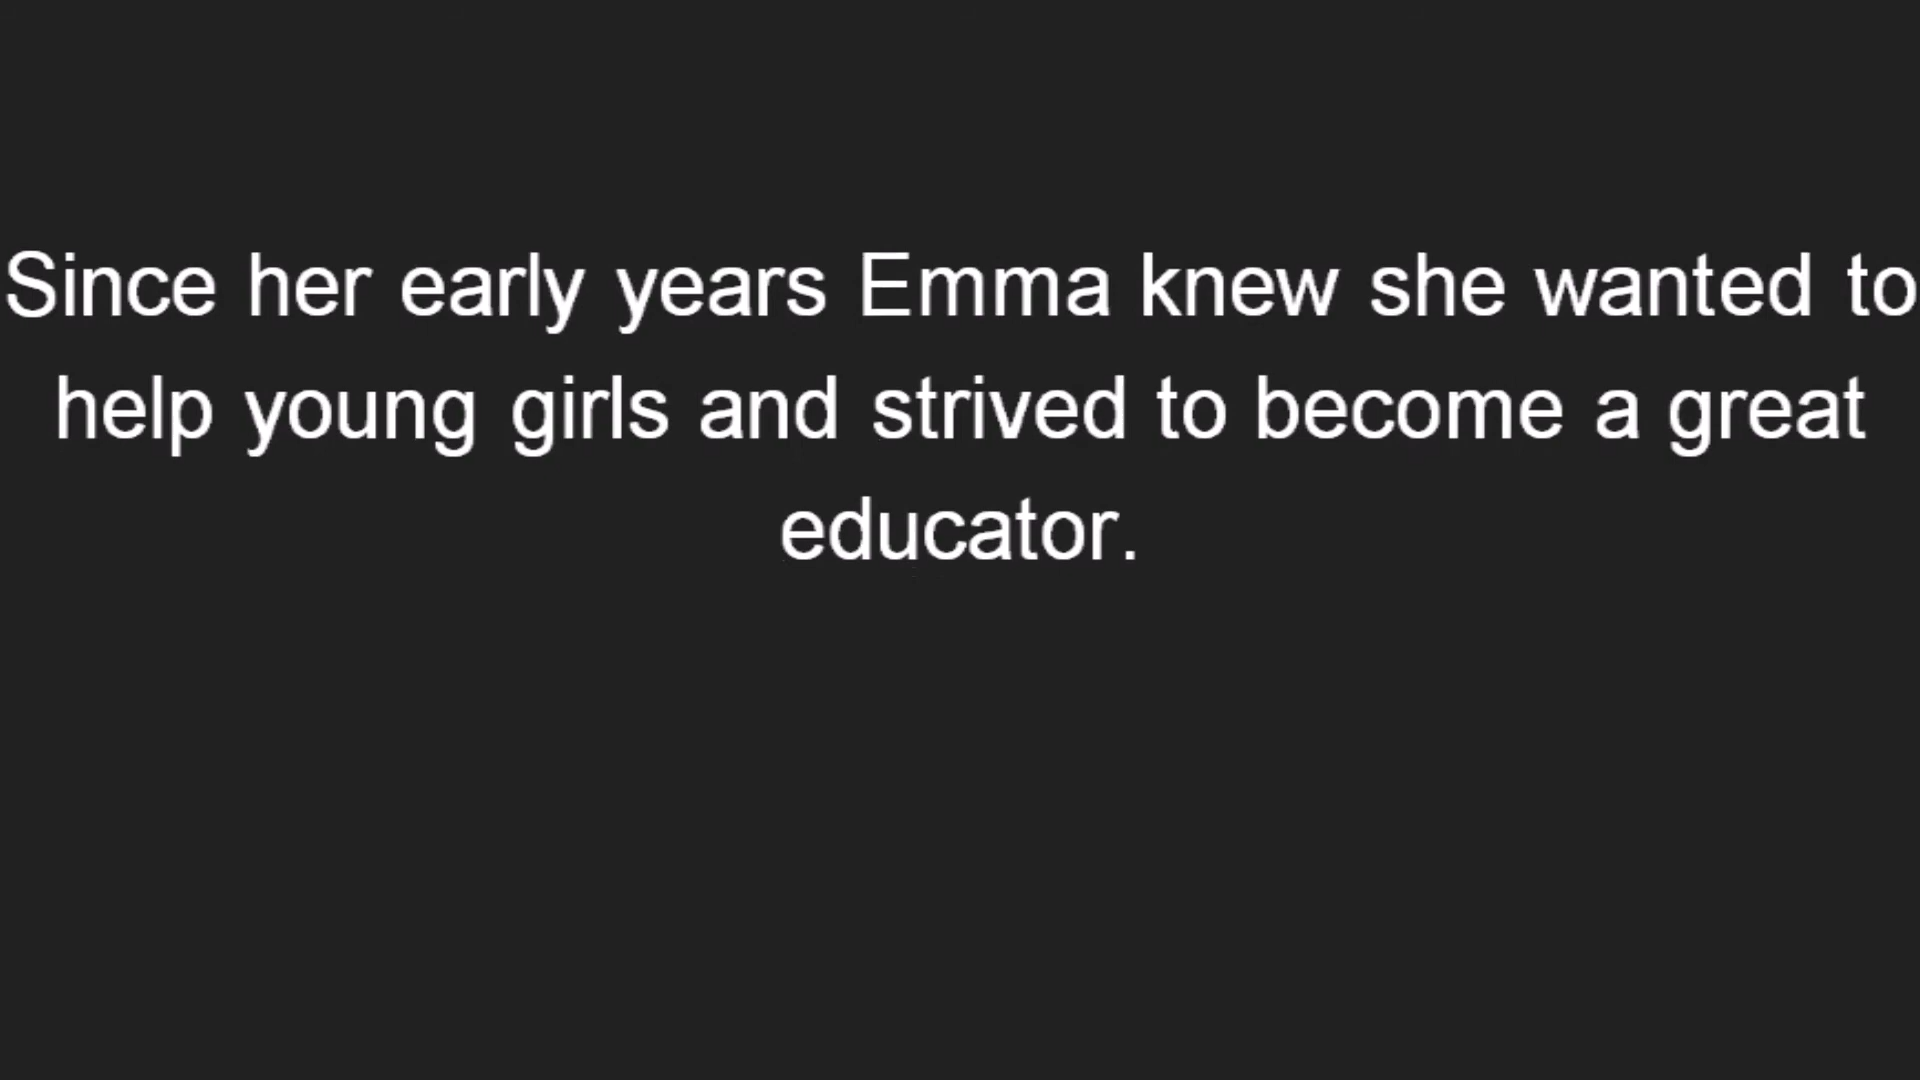 Since her early years Emma knew she wanted to
help young girls and strived to become a great
educator.